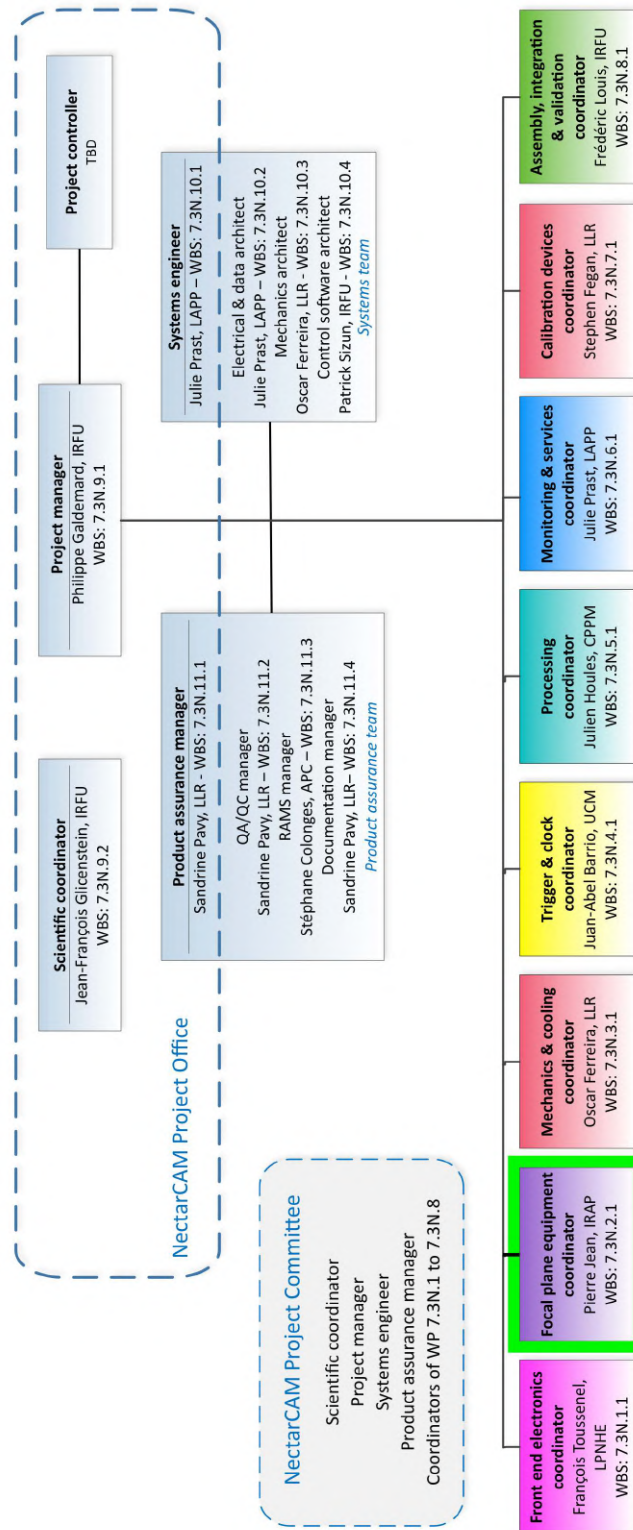 Scientific coordinator
Jean-François Glicenstein, IRFU
WBS: 7.3N.9.2
Project manager
Philippe Galdemard, IRFU
WBS: 7.3N.9.1
Project controller
TBD
NectarCAM Project Office
Product assurance manager
Sandrine Pavy, LLR - WBS: 7.3N.11.1
QA/QC manager
Sandrine Pavy, LLR – WBS: 7.3N.11.2
RAMS manager
Stéphane Colonges, APC – WBS: 7.3N.11.3
Documentation manager
Sandrine Pavy, LLR– WBS: 7.3N.11.4
Product assurance team
Systems engineer
Julie Prast, LAPP – WBS: 7.3N.10.1
Electrical & data architect
Julie Prast, LAPP – WBS: 7.3N.10.2
Mechanics architect
Oscar Ferreira, LLR - WBS: 7.3N.10.3
Control software architect
Patrick Sizun, IRFU - WBS: 7.3N.10.4
Systems team
NectarCAM Project Committee
Scientific coordinator
Project manager
Systems engineer
Product assurance manager
Coordinators of WP 7.3N.1 to 7.3N.8
Front end electronics
coordinator
François Toussenel,
LPNHE
WBS: 7.3N.1.1
Focal plane equipment
coordinator
Pierre Jean, IRAP
WBS: 7.3N.2.1
Mechanics & cooling
coordinator
Oscar Ferreira, LLR
WBS: 7.3N.3.1
Trigger & clock
coordinator
Juan-Abel Barrio, UCM
WBS: 7.3N.4.1
Processing
coordinator
Julien Houles, CPPM
WBS: 7.3N.5.1
Monitoring & services
coordinator
Julie Prast, LAPP
WBS: 7.3N.6.1
Calibration devices
coordinator
Stephen Fegan, LLR
WBS: 7.3N.7.1
Assembly, integration
& validation
coordinator
Frédéric Louis, IRFU
WBS: 7.3N.8.1